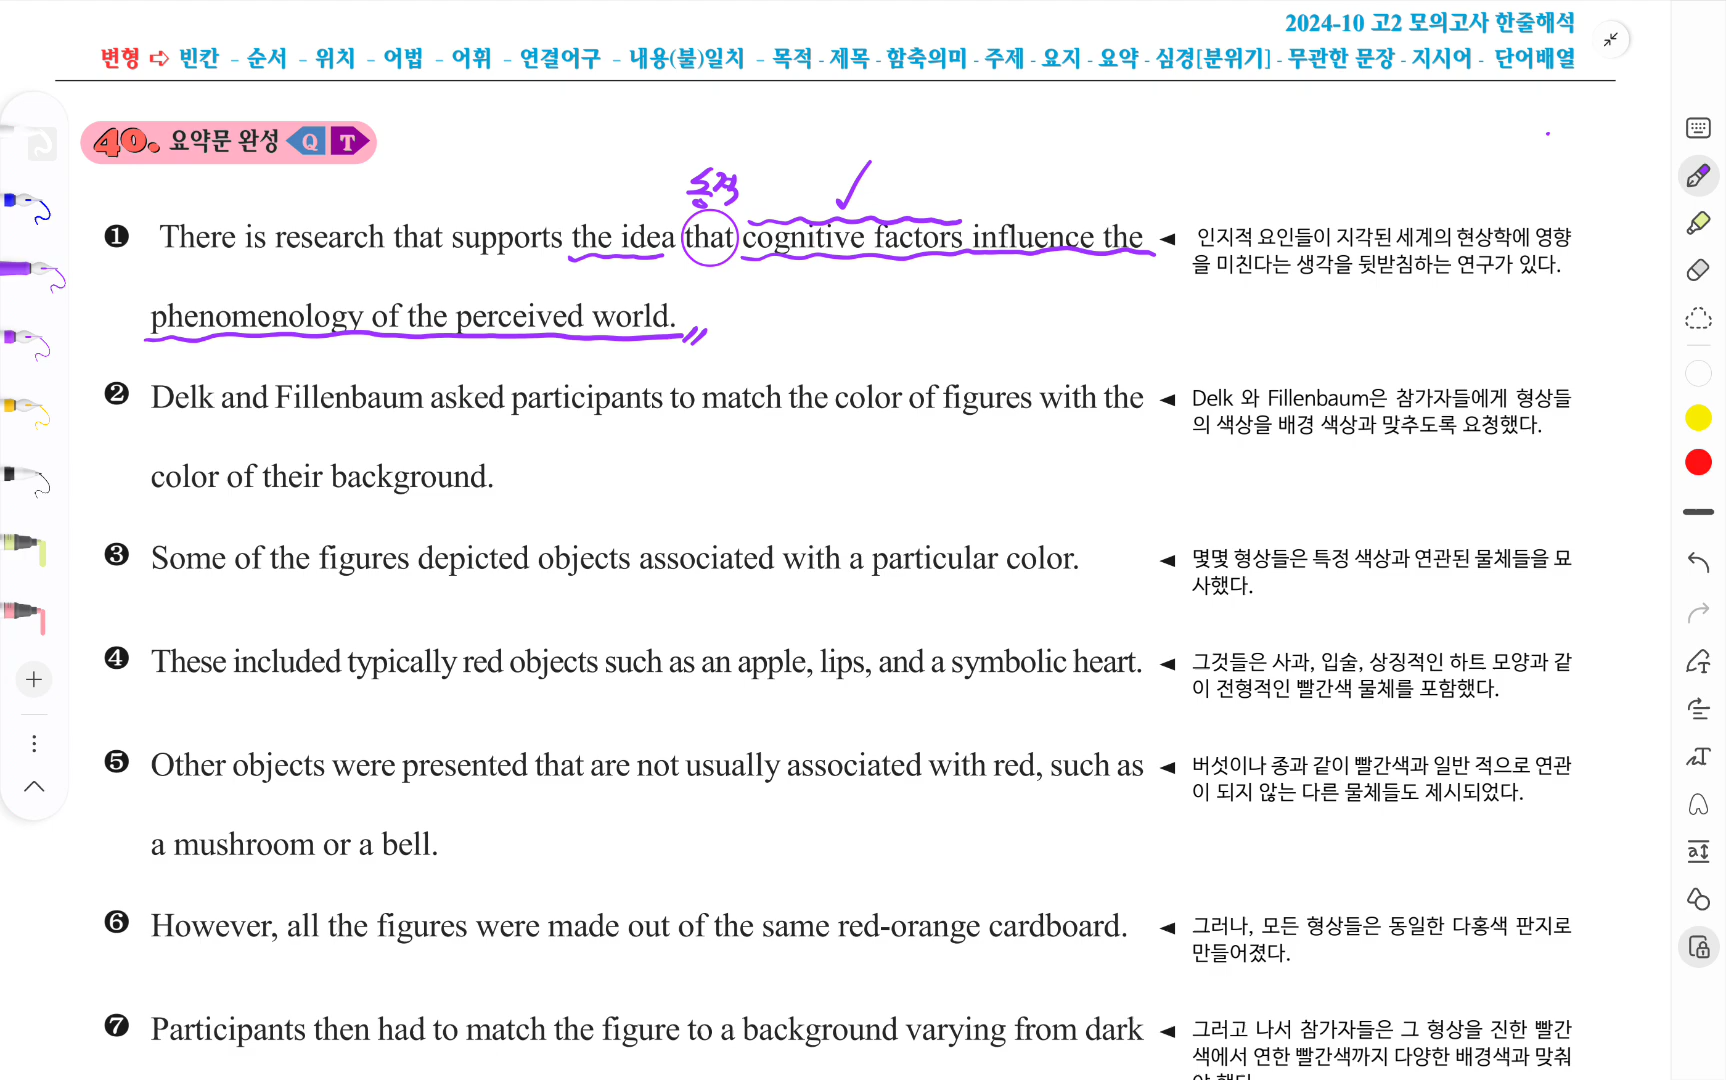 2024-10 고2 모의고사 한줄해석
변형 ➪ 빈칸 - 순서 - 위치 - 어법 - 어휘 - 연결어구 - 내용(불)일치 - 목적 - 제목 - 함축의미 - 주제 - 요지 - 요약 - 심경[분위기] - 무관한 문장 - 지시어 - 단어배열
40. 요약문 완성 Q T
동격
❶ There is research that supports the idea that cognitive factors influence the
phenomenology of the perceived world.
◄ 인지적 요인들이 지각된 세계의 현상학에 영향
을 미친다는 생각을 뒷받침하는 연구가 있다.
❷ Delk and Fillenbaum asked participants to match the color of figures with the
color of their background.
◄ Delk 와 Fillenbaum은 참가자들에게 형상들
의 색상을 배경 색상과 맞추도록 요청했다.
❸ Some of the figures depicted objects associated with a particular color.
◄ 몇몇 형상들은 특정 색상과 연관된 물체들을 묘
사했다.
❹ These included typically red objects such as an apple, lips, and a symbolic heart.
◄ 그것들은 사과, 입술, 상징적인 하트 모양과 같
이 전형적인 빨간색 물체를 포함했다.
❺ Other objects were presented that are not usually associated with red, such as
a mushroom or a bell.
◄ 버섯이나 종과 같이 빨간색과 일반 적으로 연관
이 되지 않는 다른 물체들도 제시되었다.
❻ However, all the figures were made out of the same red-orange cardboard.
◄ 그러나, 모든 형상들은 동일한 다홍색 판지로
만들어졌다.
❼ Participants then had to match the figure to a background varying from dark
◄ 그러고 나서 참가자들은 그 형상을 진한 빨간
색에서 연한 빨간색까지 다양한 배경색과 맞춰